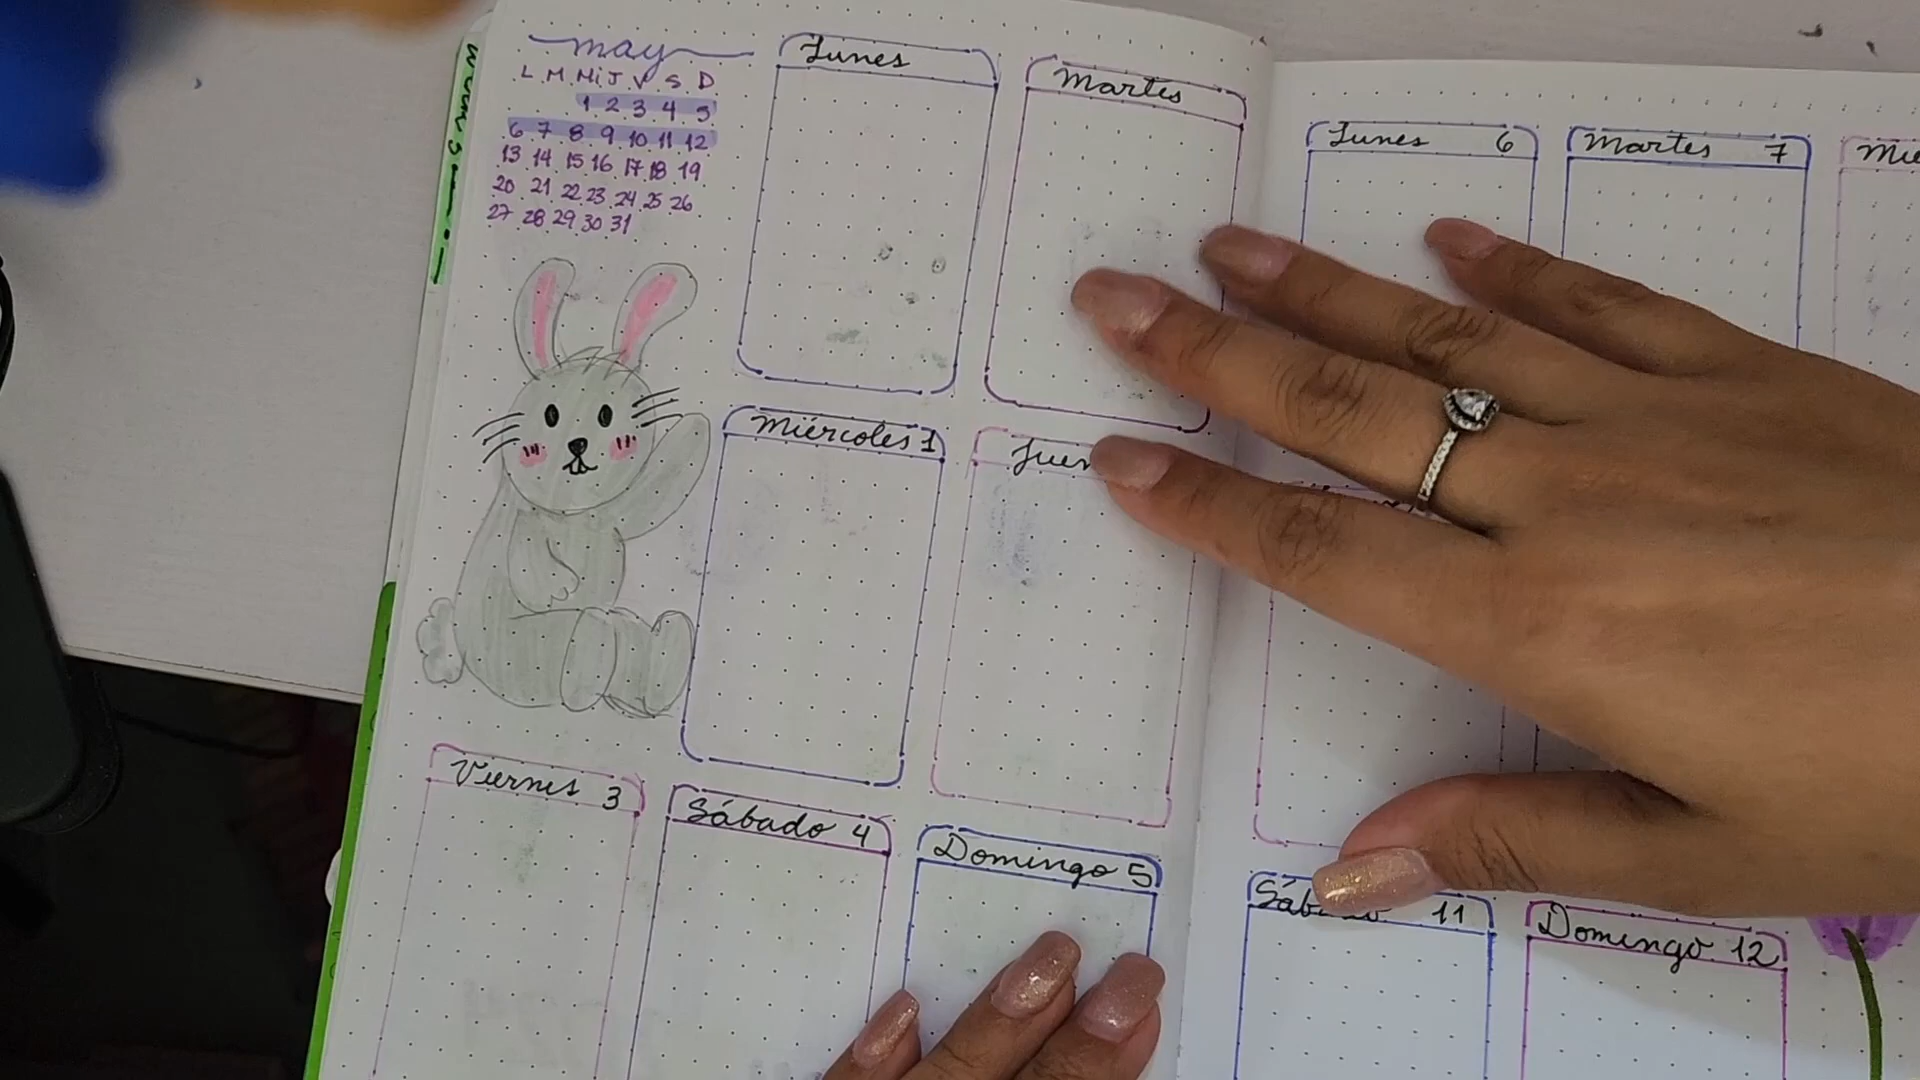 may
L M Mi J V S D
1 2 3 4 5
6 7 8 9 10 11 12
13 14 15 16 17 18 19
20 21 22 23 24 25 26
27 28 29 30 31
Lunes
Martes
Miércoles 1
Viernes 3
Sábado 4
Domingo 5
Lunes 6
Martes 7
11
Domingo 12